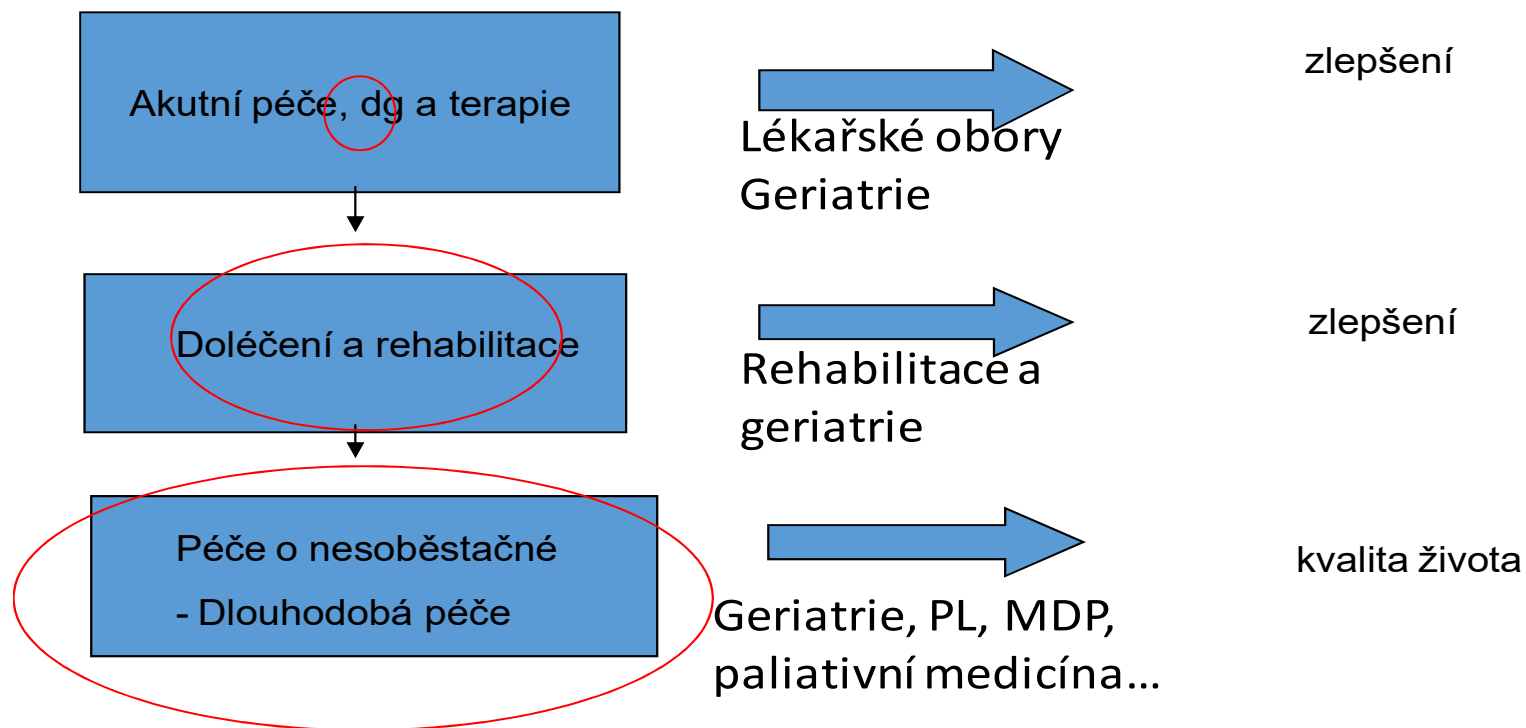 Akutní péče, dg a terapie
zlepšení
Lékařské obory
Geriatrie
Doléčení a rehabilitace
zlepšení
Rehabilitace a
geriatrie
Péče o nesoběstačné
- Dlouhodobá péče
kvalita života
Geriatrie, PL, MDP,
paliativní medicína…